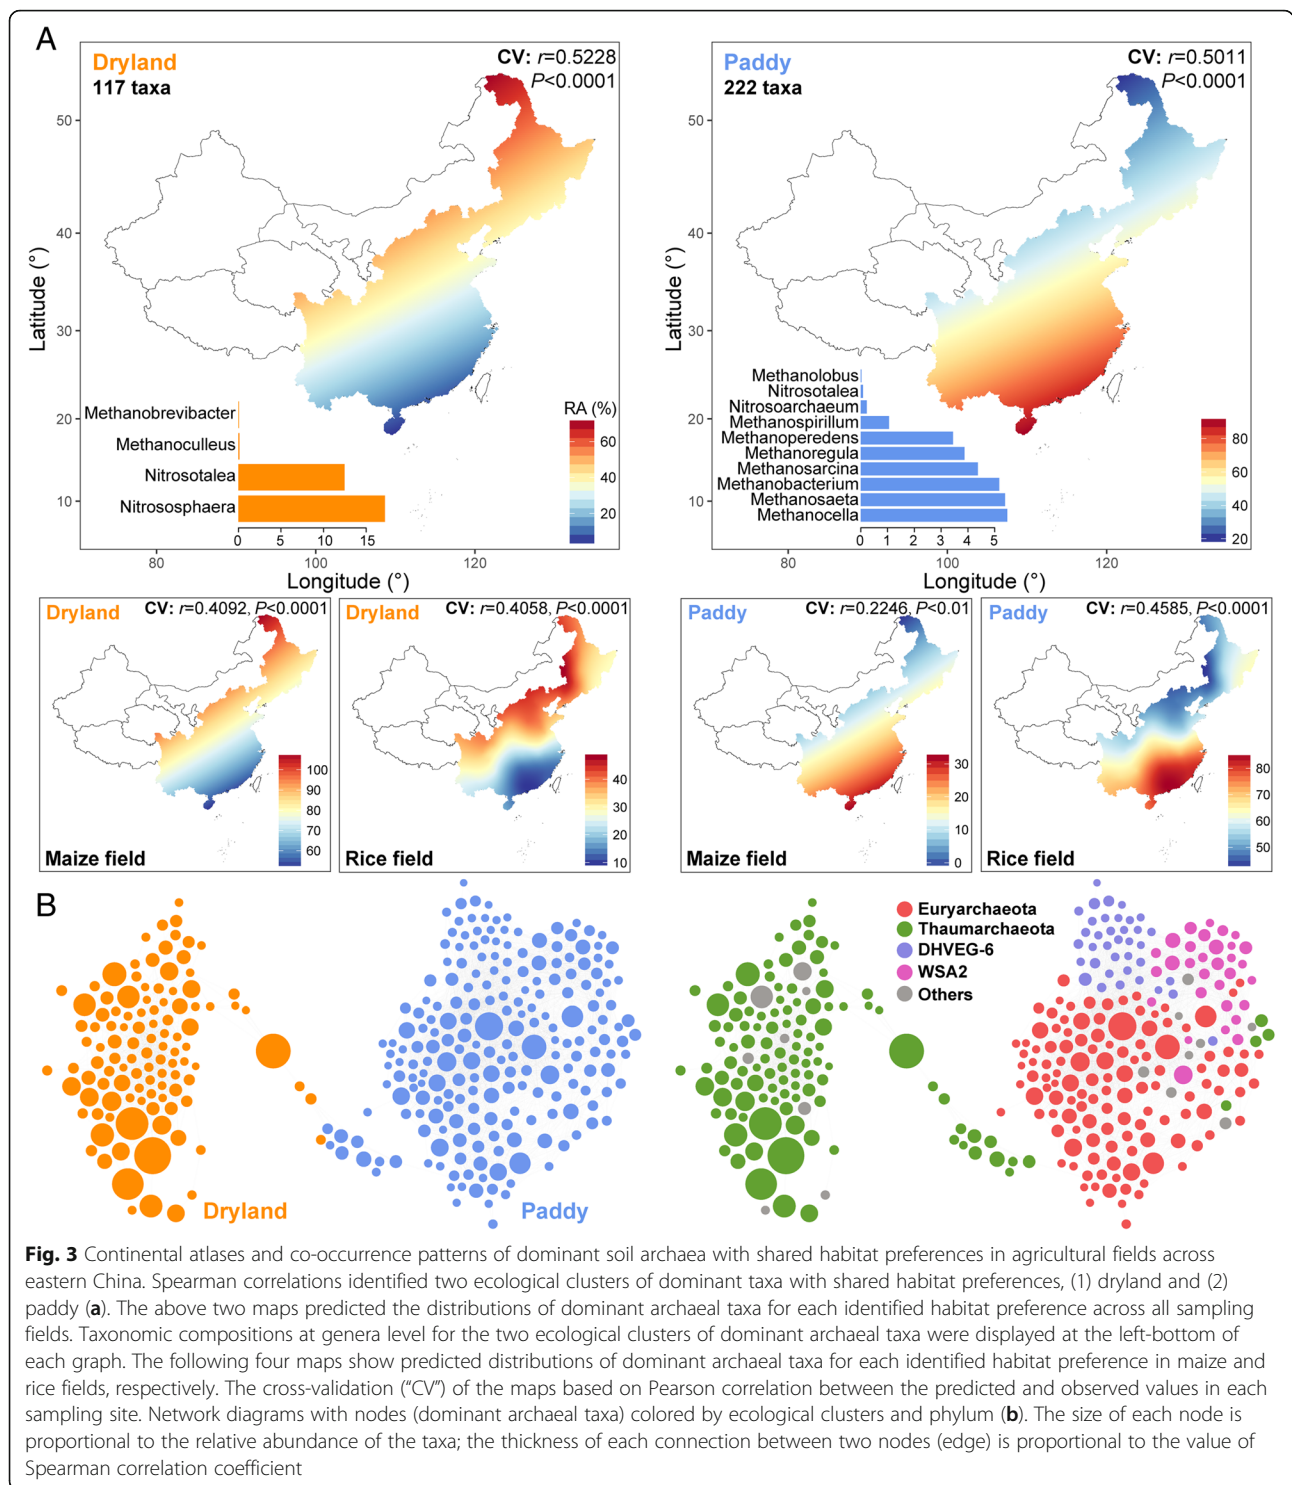 A
Dryland
117 taxa
CV: r=0.5228
P<0.0001
50
40
30
20
10
Latitude (°)
Methanobrevibacter
Methanoculleus
Nitrosotalea
Nitrososphaera
0 5 10 15
RA (%)
60
40
20
80 100 120
Longitude (°)
Paddy
222 taxa
CV: r=0.5011
P<0.0001
50
40
30
20
10
Latitude (°)
Methanolobus
Nitrosotalea
Nitrosoarchaeum
Methanospirillum
Methanoperedens
Methanoregula
Methanosarcina
Methanobacterium
Methanosaeta
Methanocella
0 1 2 3 4 5
80
60
40
20
80 100 120
Longitude (°)
Dryland
CV: r=0.4092, P<0.0001
100
90
80
70
60
Maize field
Dryland
CV: r=0.4058, P<0.0001
40
30
20
10
Rice field
Paddy
CV: r=0.2246, P<0.01
30
20
10
0
Maize field
Paddy
CV: r=0.4585, P<0.0001
80
70
60
50
Rice field
B
Dryland
Paddy
Euryarchaeota
Thaumarchaeota
DHVEG-6
WSA2
Others
Fig. 3 Continental atlases and co-occurrence patterns of dominant soil archaea with shared habitat preferences in agricultural fields across
eastern China. Spearman correlations identified two ecological clusters of dominant taxa with shared habitat preferences, (1) dryland and (2)
paddy (a). The above two maps predicted the distributions of dominant archaeal taxa for each identified habitat preference across all sampling
fields. Taxonomic compositions at genera level for the two ecological clusters of dominant archaeal taxa were displayed at the left-bottom of
each graph. The following four maps show predicted distributions of dominant archaeal taxa for each identified habitat preference in maize and
rice fields, respectively. The cross-validation (“CV”) of the maps based on Pearson correlation between the predicted and observed values in each
sampling site. Network diagrams with nodes (dominant archaeal taxa) colored by ecological clusters and phylum (b). The size of each node is
proportional to the relative abundance of the taxa; the thickness of each connection between two nodes (edge) is proportional to the value of
Spearman correlation coefficient